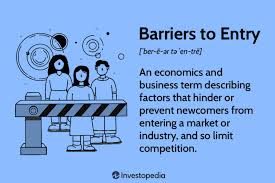 Barriers to Entry
[ˈber-ē-ər tə ˈen-trē]
An economics and
business term describing
factors that hinder or
prevent newcomers from
entering a market or
industry, and so limit
competition.
Investopedia